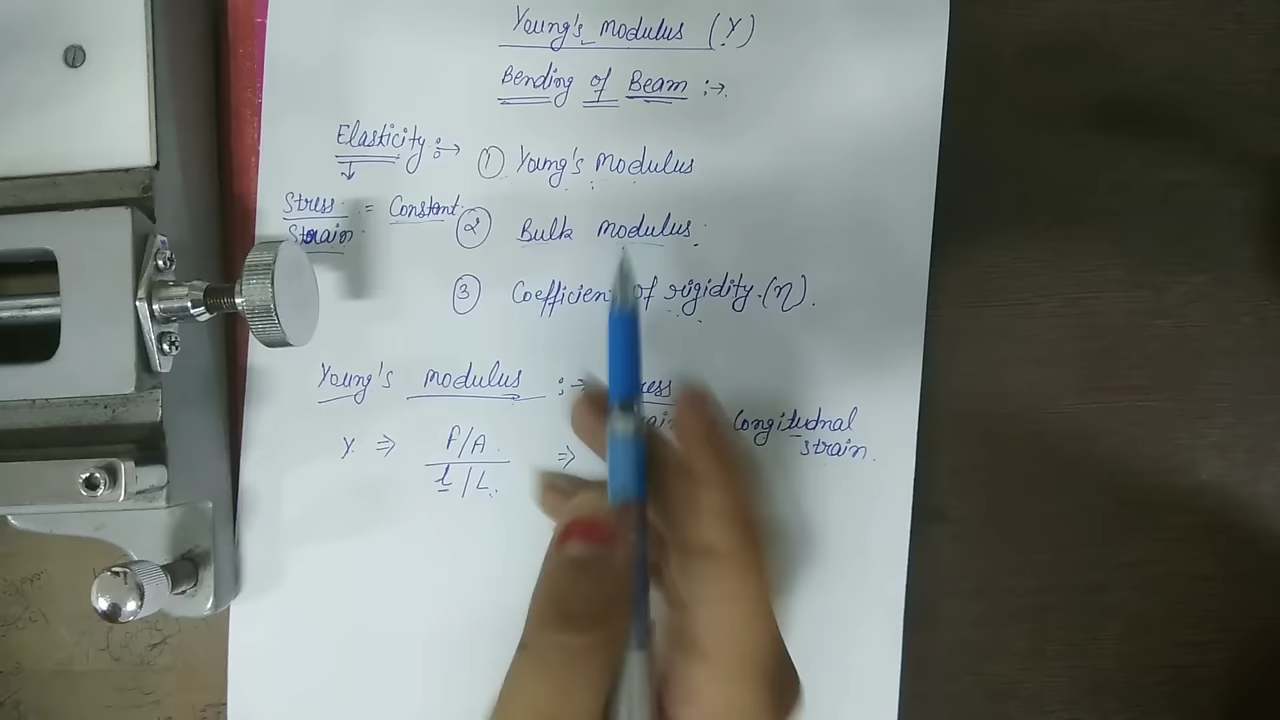 Young's modulus (Y)
Bending of Beam :→
Elasticity :→ ① Young's modulus
Stress / Strain = Constant
② Bulk modulus.
③ Coefficient of rigidity (η).
Young's modulus :→
Longitudnal strain.
Y ⇒ F/A / l/L ⇒